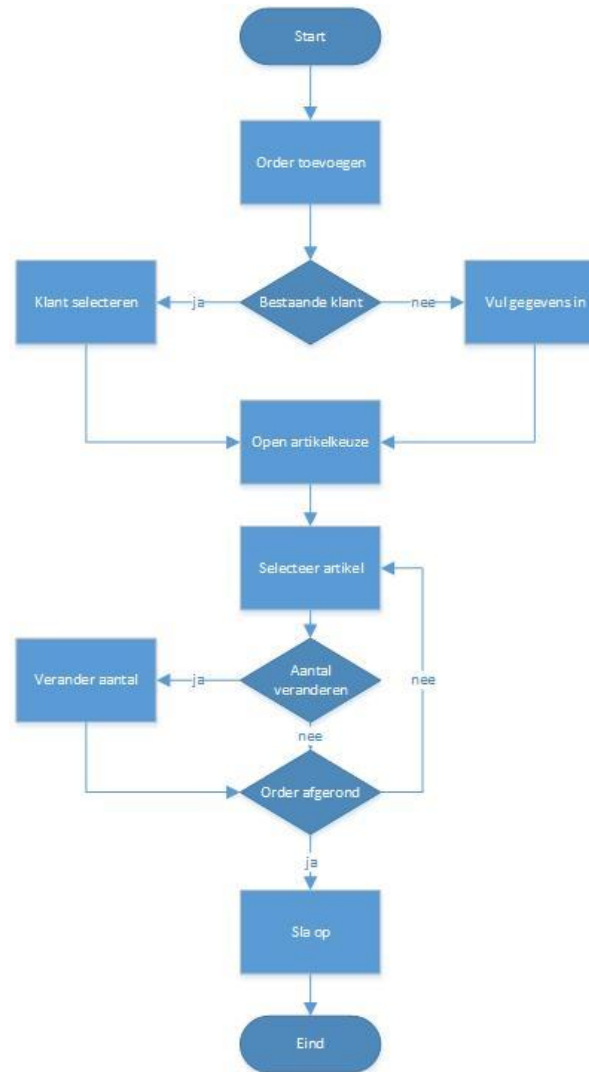 Start
Order toevoegen
Klant selecteren
ja
Bestaande klant
nee
Vul gegevens in
Open artikelkeuze
Selecteer artikel
Verander aantal
ja
Aantal
veranderen
nee
nee
Order afgerond
ja
Sla op
Eind